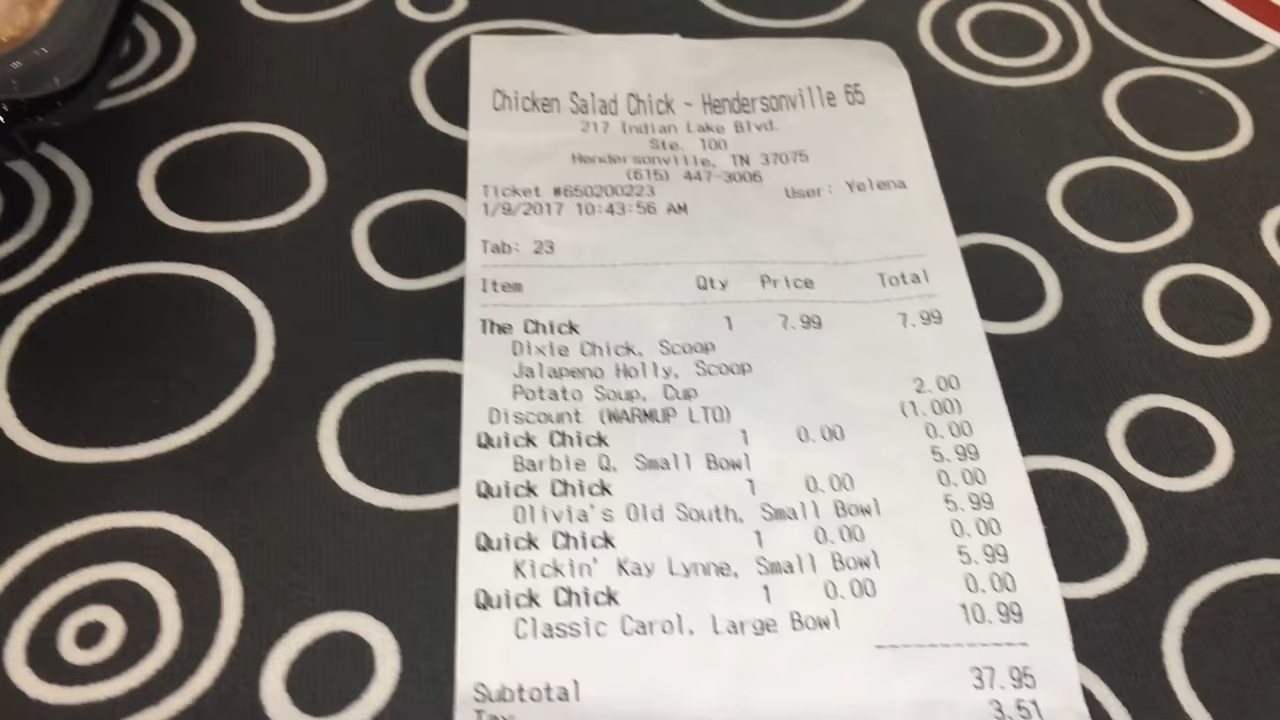 Chicken Salad Chick - Hendersonville 65
217 Indian Lake Blvd.
Ste. 100
Hendersonville, TN 37075
(615) 447-3006
Ticket #650200223 User: Yelena
1/9/2017 10:43:56 AM
Tab: 23
Item Qty Price Total
The Chick 1 7.99 7.99
Dixie Chick, Scoop
Jalapeno Holly, Scoop
Potato Soup, Cup 2.00
Discount (WARMUP LTO) (1.00)
Quick Chick 1 0.00 0.00
Barbie Q, Small Bowl 5.99
Quick Chick 1 0.00 0.00
Olivia's Old South, Small Bowl 5.99
Quick Chick 1 0.00 0.00
Kickin' Kay Lynne, Small Bowl 5.99
Quick Chick 1 0.00 0.00
Classic Carol, Large Bowl 10.99
Subtotal 37.95
Tax 3.51